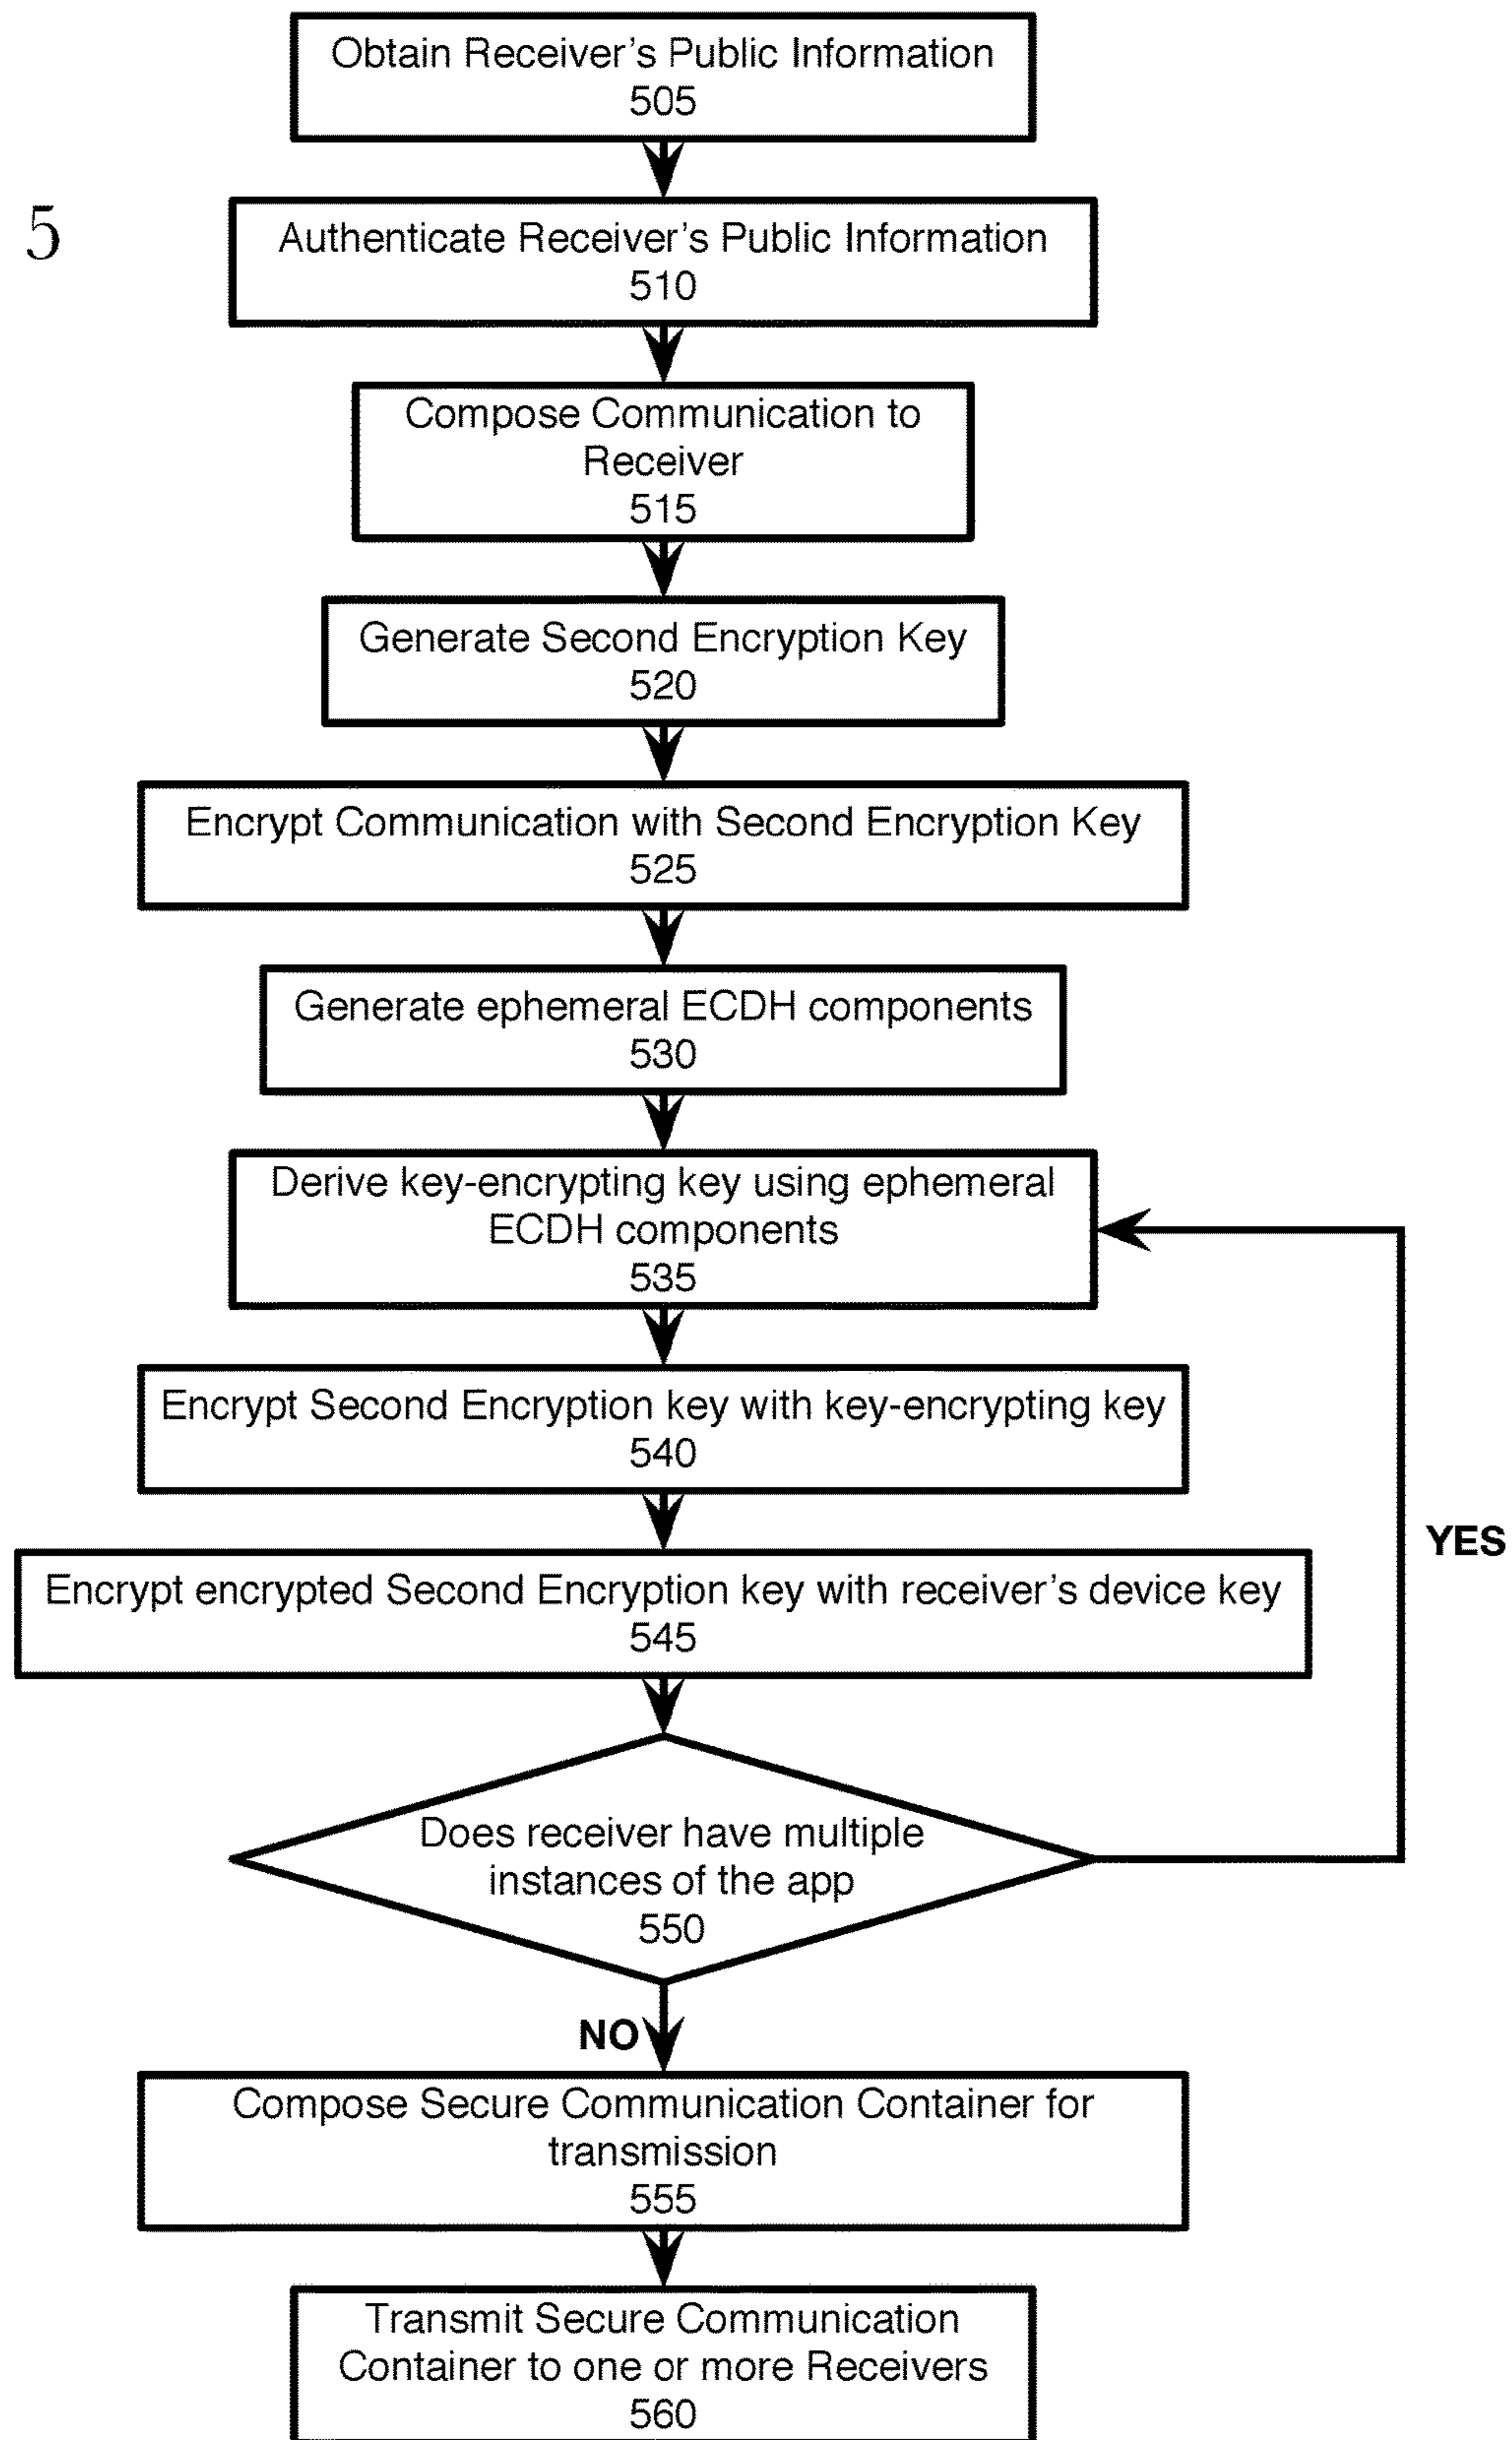 Obtain Receiver's Public Information
505
5
Authenticate Receiver's Public Information
510
Compose Communication to
Receiver
515
Generate Second Encryption Key
520
Encrypt Communication with Second Encryption Key
525
Generate ephemeral ECDH components
530
Derive key-encrypting key using ephemeral
ECDH components
535
Encrypt Second Encryption key with key-encrypting key
540
YES
Encrypt encrypted Second Encryption key with receiver's device key
545
Does receiver have multiple
instances of the app
550
NO
Compose Secure Communication Container for
transmission
555
Transmit Secure Communication
Container to one or more Receivers
560